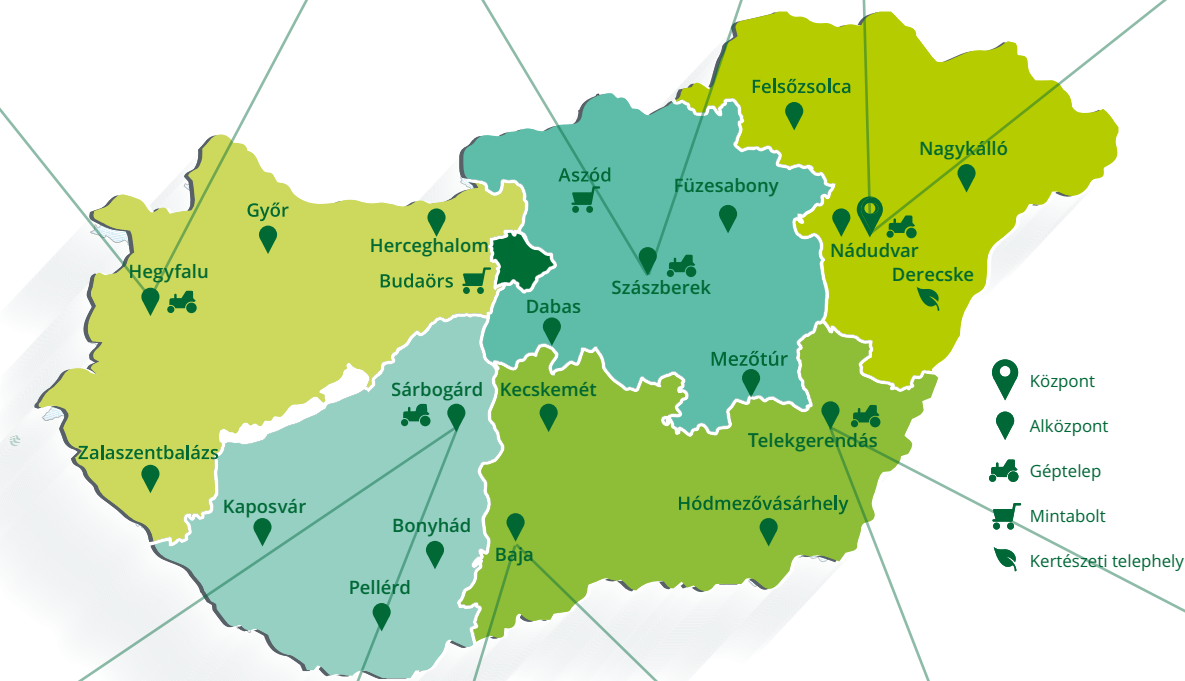 Felsőzsolca
Nagykálló
Aszód
Füzesabony
Győr
Herceghalom
Nádudvar
Hegyfalu
Budaörs
Derecske
Szászberek
Dabas
Mezőtúr
Sárbogárd
Kecskemét
Telekgerendás
Zalaszentbalázs
Kaposvár
Hódmezővásárhely
Bonyhád
Baja
Pellérd
Központ
Alközpont
Géptelep
Mintabolt
Kertészeti telephely